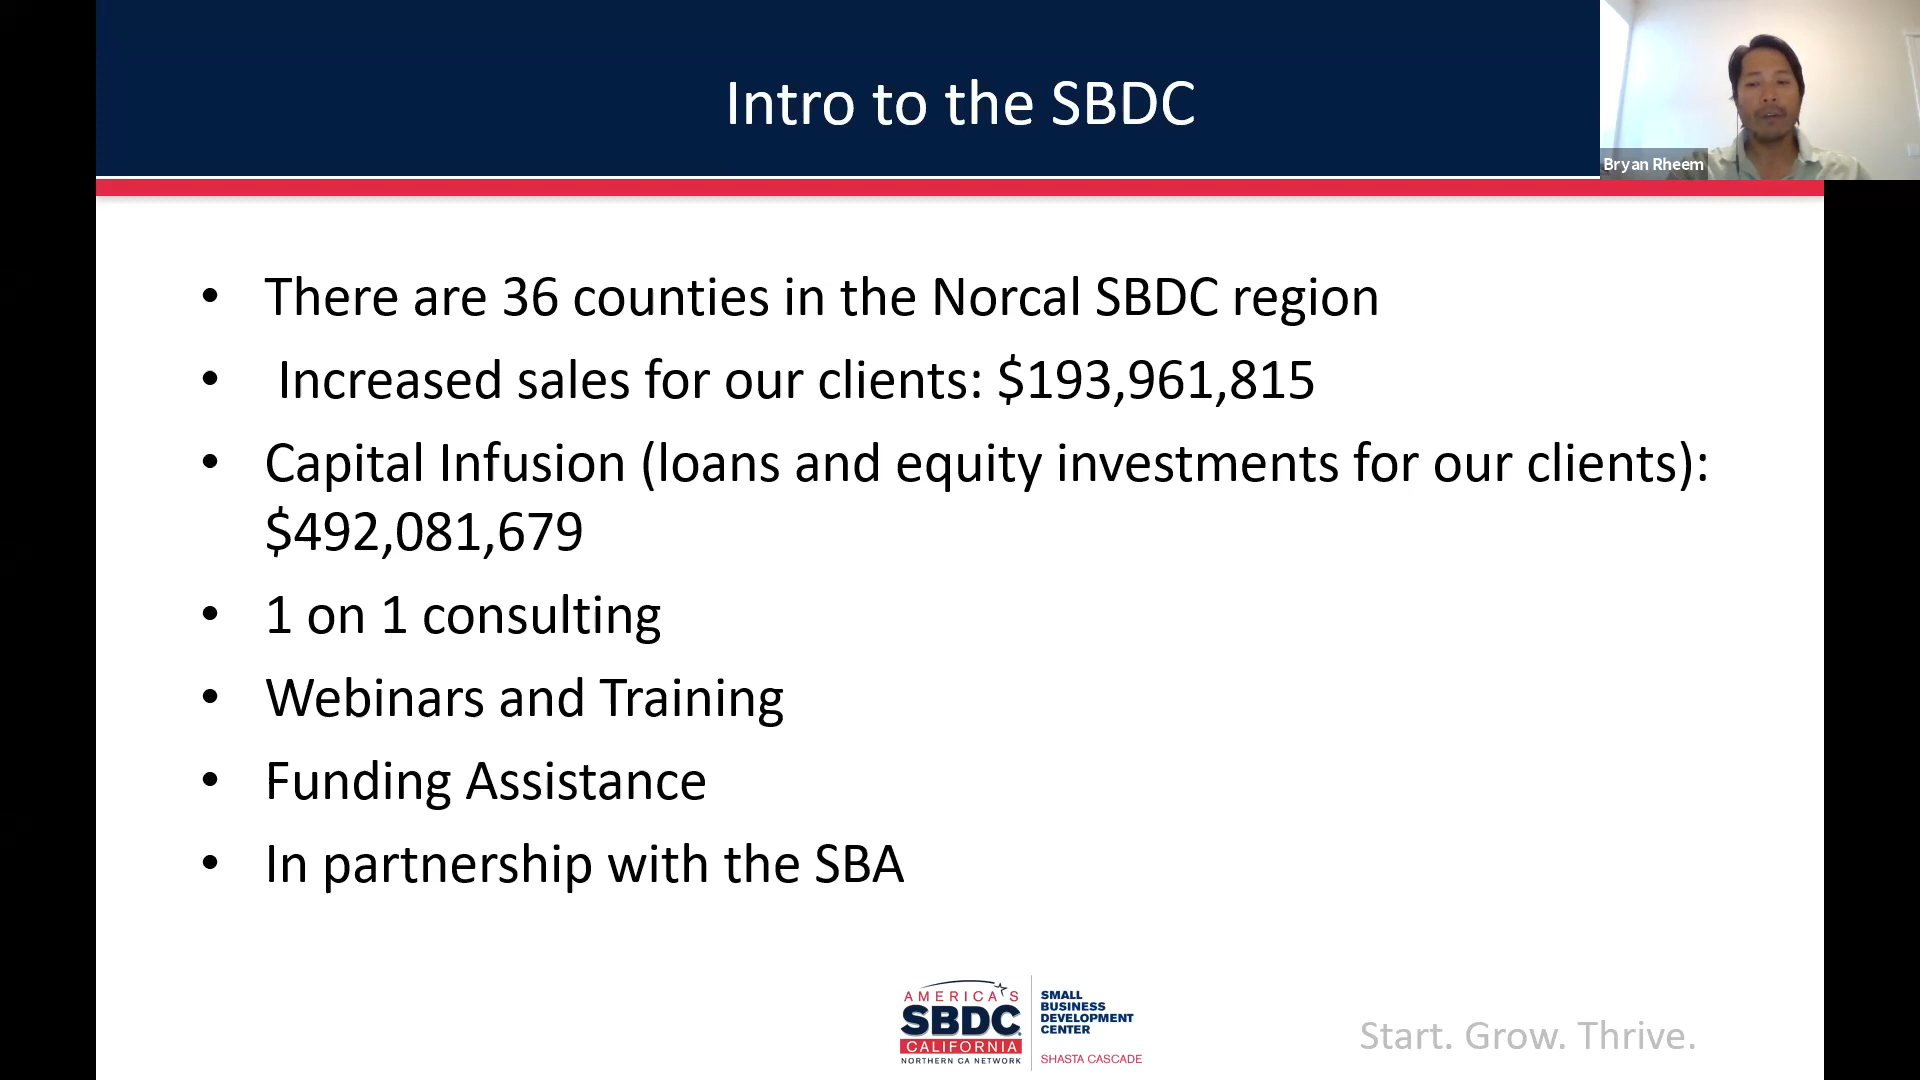 Intro to the SBDC
Bryan Rheem
• There are 36 counties in the Norcal SBDC region
• Increased sales for our clients: $193,961,815
• Capital Infusion (loans and equity investments for our clients):
$492,081,679
• 1 on 1 consulting
• Webinars and Training
• Funding Assistance
• In partnership with the SBA
AMERICA'S
SBDC
CALIFORNIA
NORTHERN CA NETWORK
SMALL
BUSINESS
DEVELOPMENT
CENTER
SHASTA CASCADE
Start. Grow. Thrive.